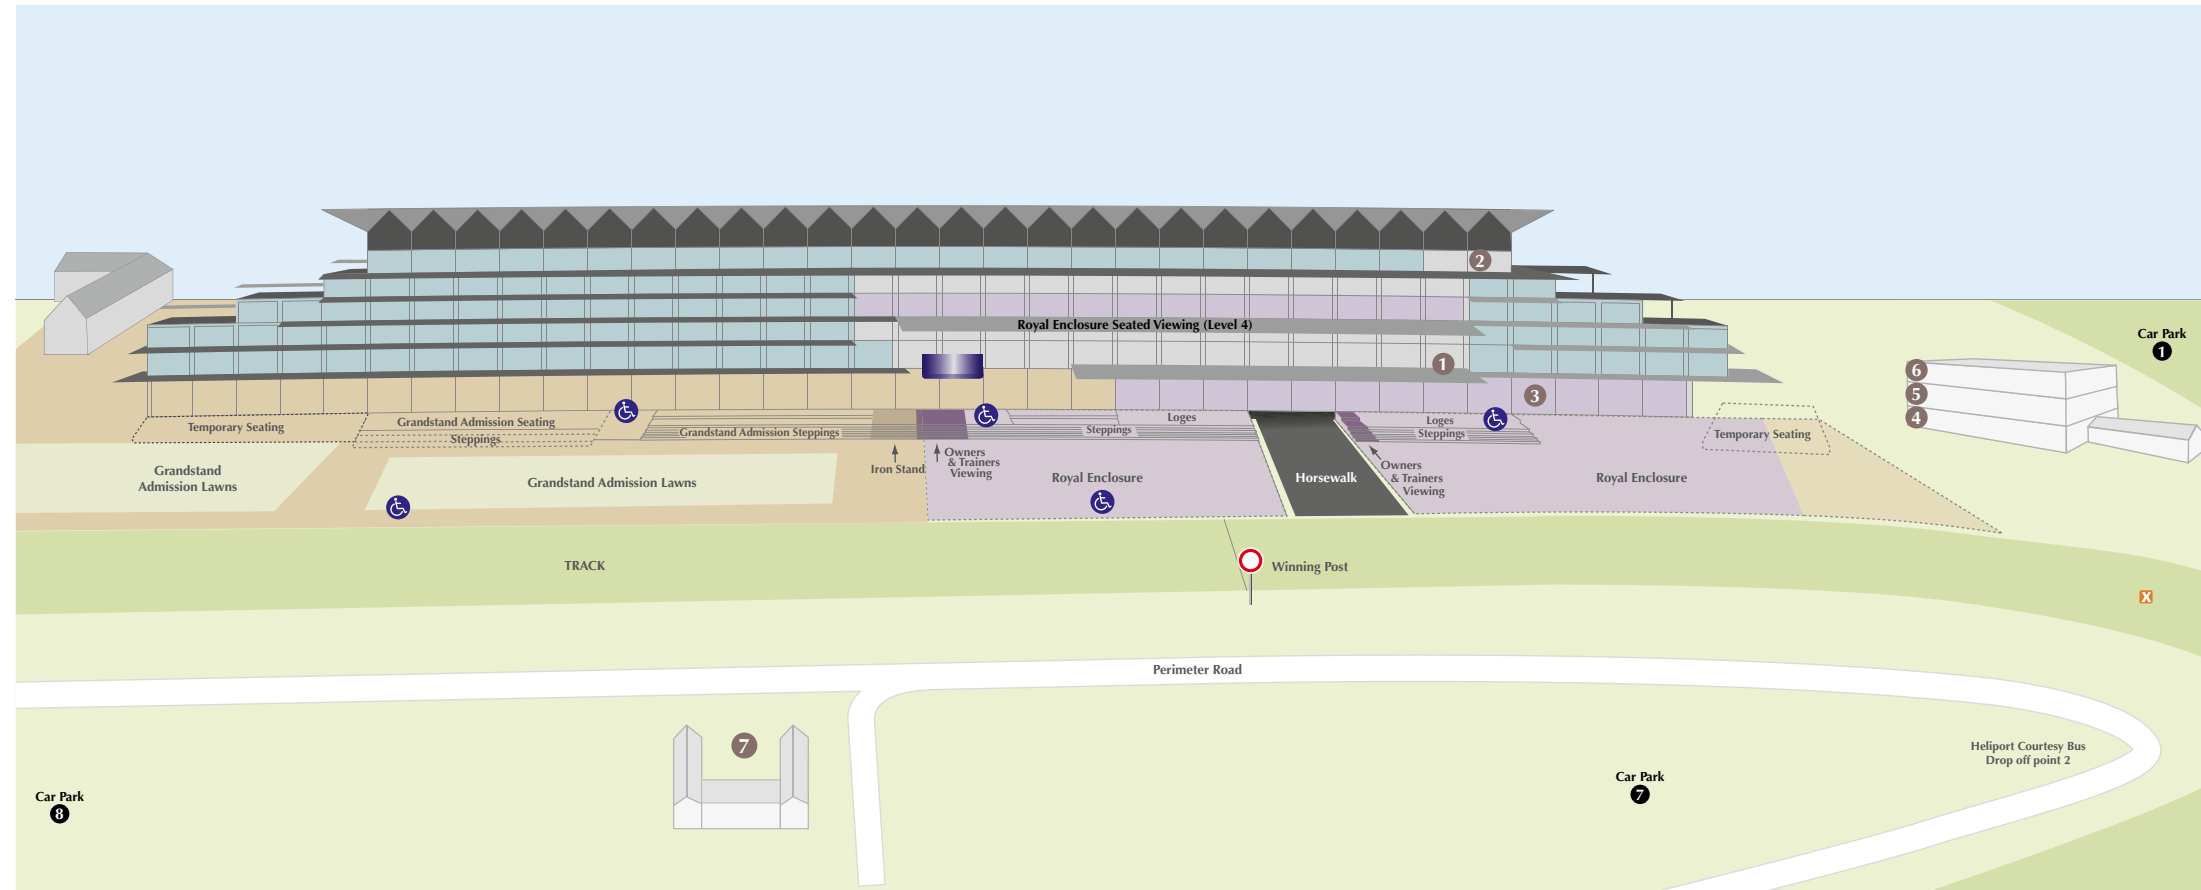 2
Royal Enclosure Seated Viewing (Level 4)
Car Park
1
1
6
5
4
3
Temporary Seating
Grandstand Admission Seating
Steppings
Grandstand Admission Steppings
Loges
Steppings
Loges
Steppings
Temporary Seating
Grandstand
Admission Lawns
Grandstand Admission Lawns
Iron Stand
Owners
& Trainers
Viewing
Royal Enclosure
Horsewalk
Owners
& Trainers
Viewing
Royal Enclosure
TRACK
Winning Post
X
Perimeter Road
7
Heliport Courtesy Bus
Drop off point 2
Car Park
7
Car Park
8